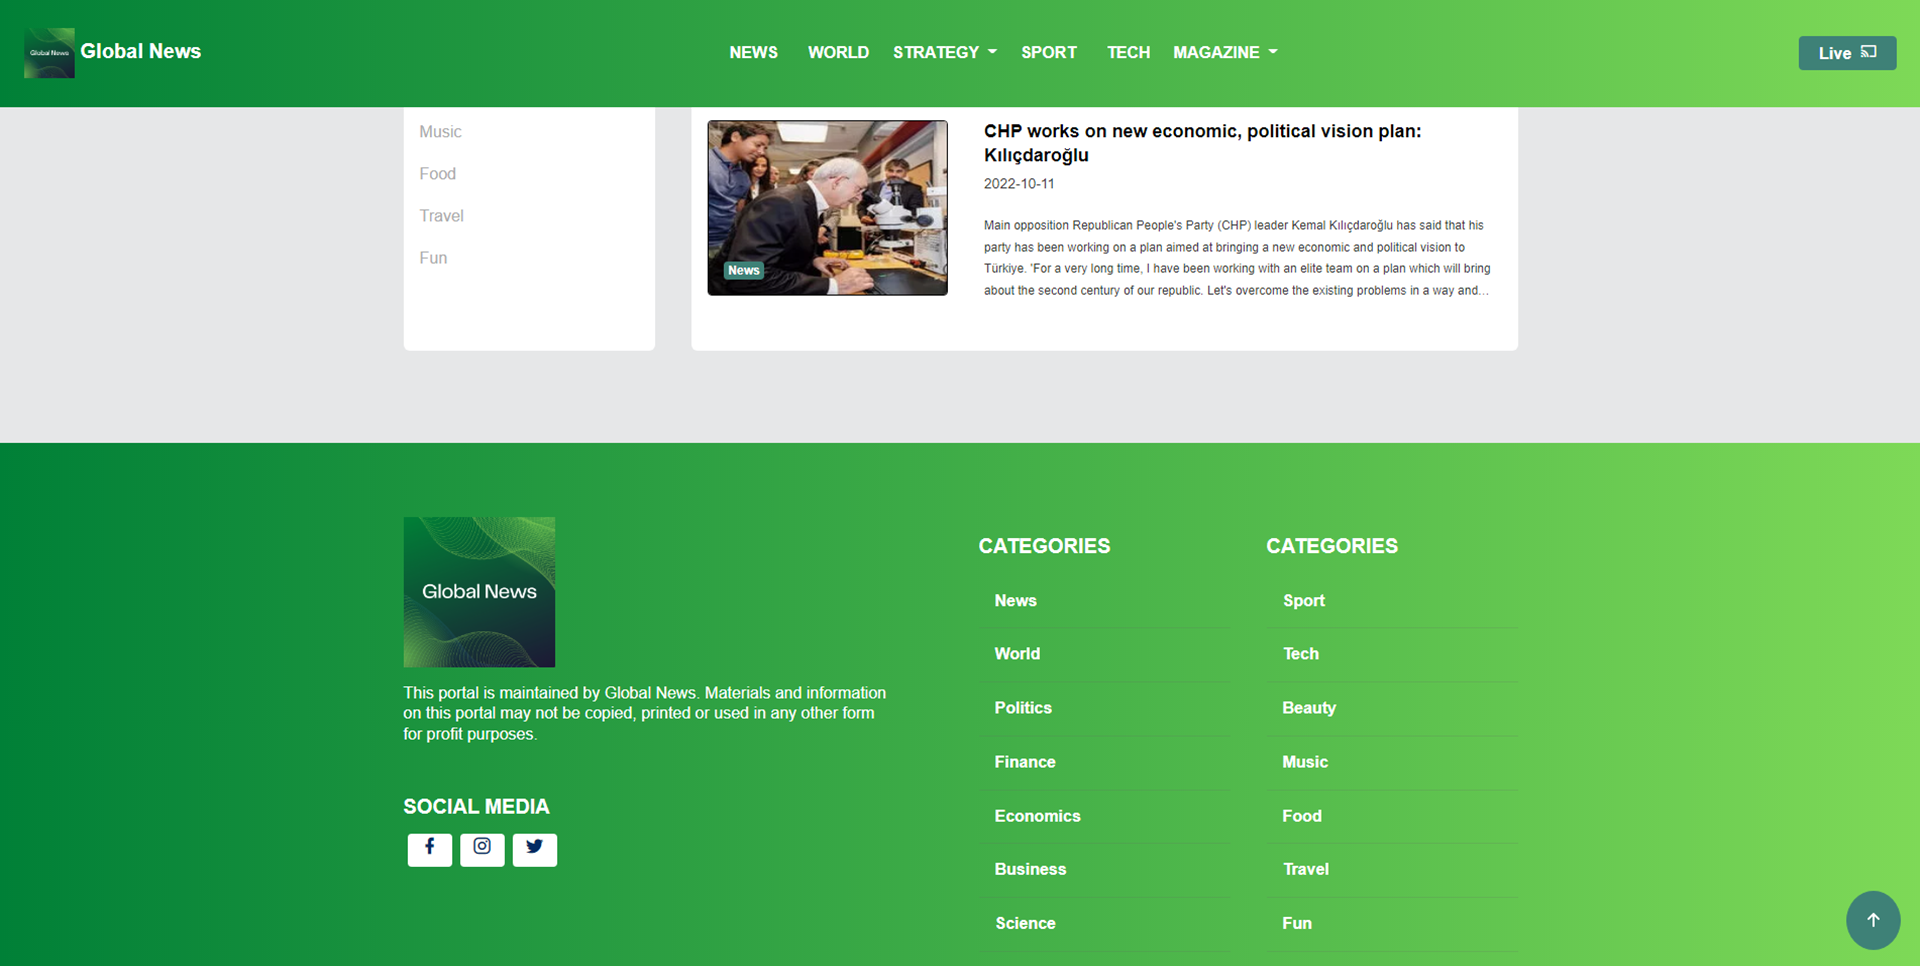 Global News
Global News
NEWS
WORLD
STRATEGY
SPORT
TECH
MAGAZINE
Live
Music
Food
Travel
Fun
News
CHP works on new economic, political vision plan:
Kılıçdaroğlu
2022-10-11
Main opposition Republican People's Party (CHP) leader Kemal Kılıçdaroğlu has said that his
party has been working on a plan aimed at bringing a new economic and political vision to
Türkiye. 'For a very long time, I have been working with an elite team on a plan which will bring
about the second century of our republic. Let's overcome the existing problems in a way and...
Global News
This portal is maintained by Global News. Materials and information
on this portal may not be copied, printed or used in any other form
for profit purposes.
SOCIAL MEDIA
CATEGORIES
News
World
Politics
Finance
Economics
Business
Science
CATEGORIES
Sport
Tech
Beauty
Music
Food
Travel
Fun